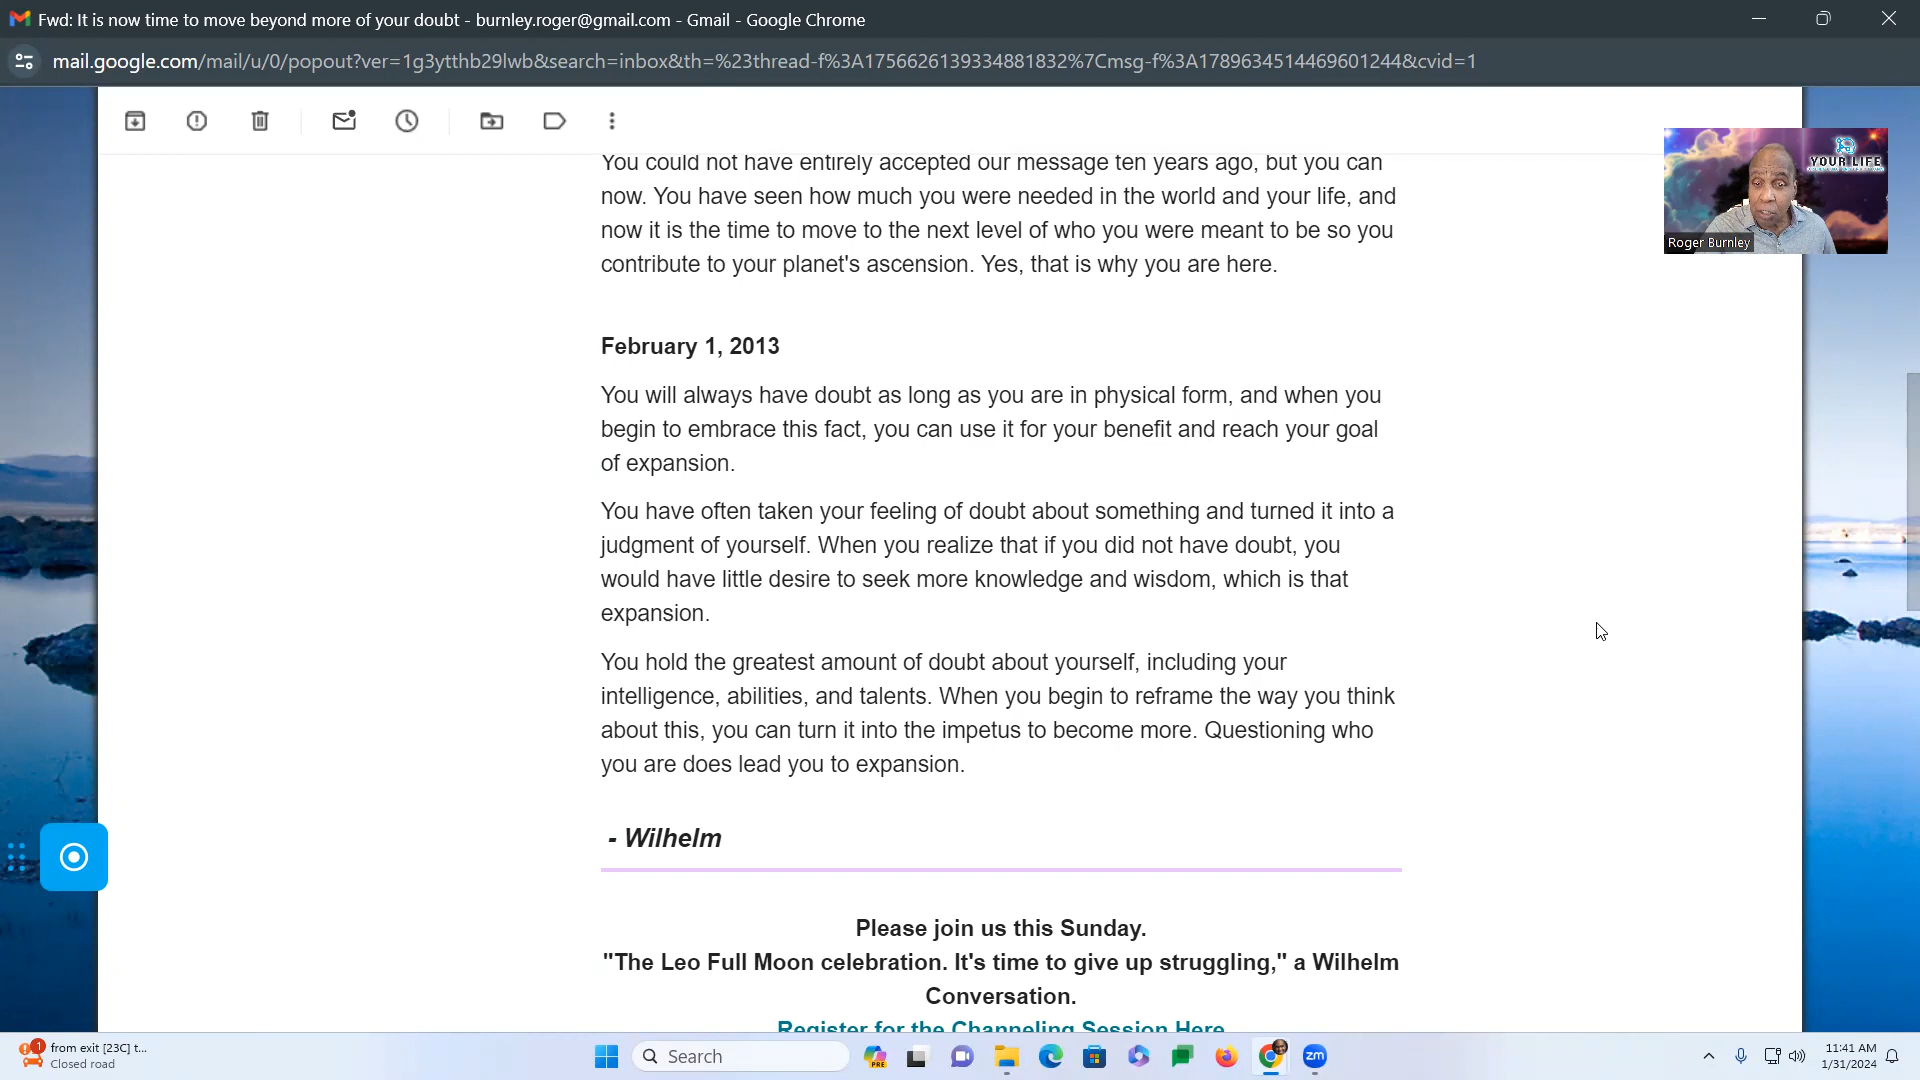 Fwd: It is now time to move beyond more of your doubt - burnley.roger@gmail.com - Gmail - Google Chrome
mail.google.com/mail/u/0/popout?ver=1g3ytthb29lwb&search=inbox&th=%23thread-f%3A1756626139334881832%7Cmsg-f%3A1789634514469601244&cvid=1
You could not have entirely accepted our message ten years ago, but you can
now. You have seen how much you were needed in the world and your life, and
now it is the time to move to the next level of who you were meant to be so you
contribute to your planet's ascension. Yes, that is why you are here.
YOUR LIFE
Roger Burnley
February 1, 2013
You will always have doubt as long as you are in physical form, and when you
begin to embrace this fact, you can use it for your benefit and reach your goal
of expansion.
You have often taken your feeling of doubt about something and turned it into a
judgment of yourself. When you realize that if you did not have doubt, you
would have little desire to seek more knowledge and wisdom, which is that
expansion.
You hold the greatest amount of doubt about yourself, including your
intelligence, abilities, and talents. When you begin to reframe the way you think
about this, you can turn it into the impetus to become more. Questioning who
you are does lead you to expansion.
- Wilhelm
Please join us this Sunday.
"The Leo Full Moon celebration. It's time to give up struggling," a Wilhelm
Conversation.
Register for the Channeling Session Here
1
from exit [23C] t...
Closed road
Search
PRE
zm
11:41 AM
1/31/2024